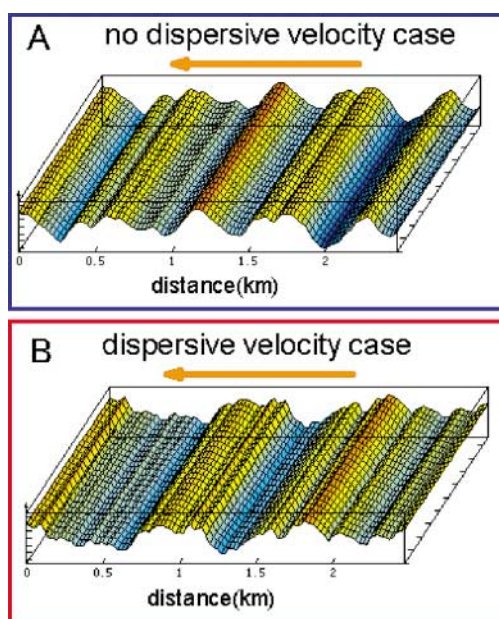 A
no dispersive velocity case
0 0.5 1 1.5 2
distance(km)
B
dispersive velocity case
0 0.5 1 1.5 2
distance(km)